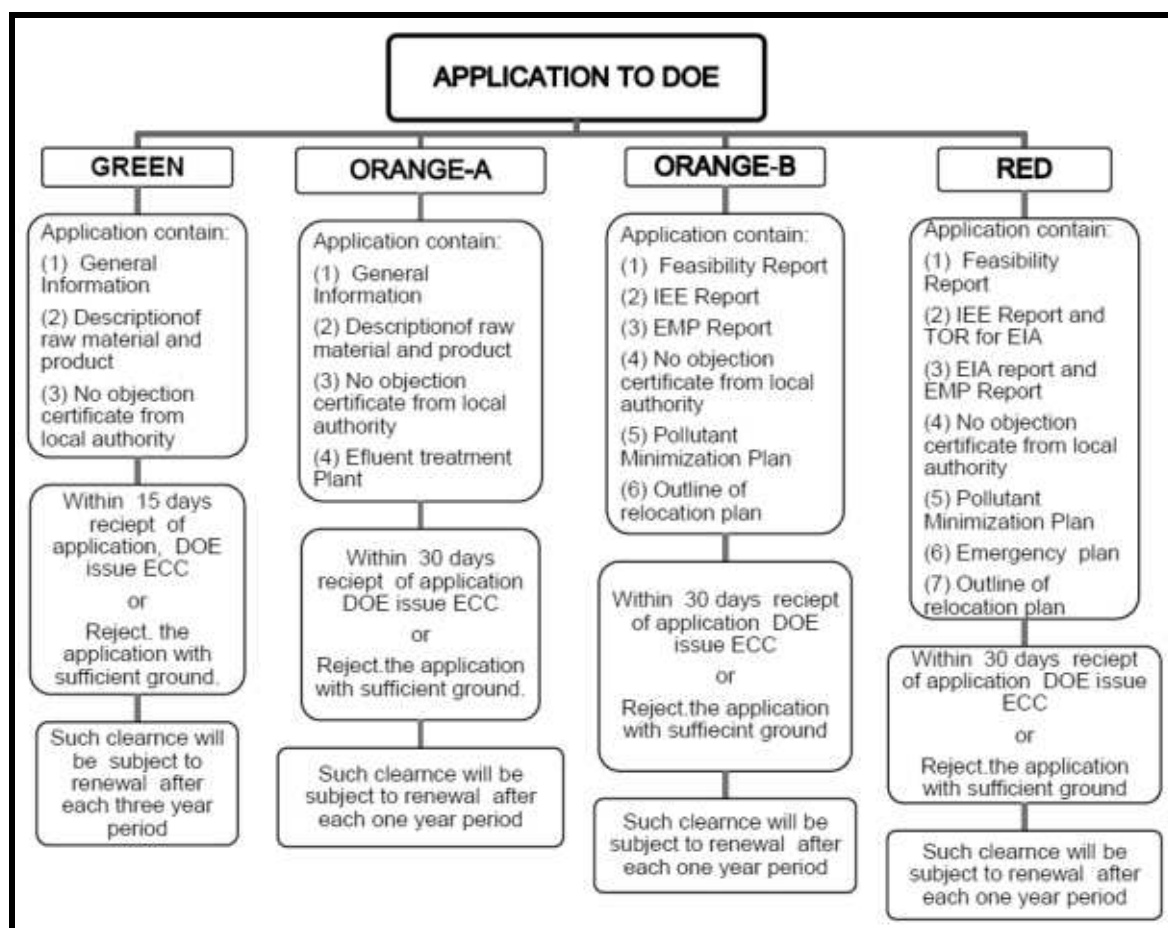 APPLICATION TO DOE
GREEN
Application contain:
(1) General
Information
(2) Descriptionof
raw material and
product
(3) No objection
certificate from
local authority
Within 15 days
reciept of
application, DOE
issue ECC
or
Reject. the
application with
sufficient ground.
Such clearnce will
be subject to
renewal after
each three year
period
ORANGE-A
Application contain:
(1) General
Information
(2) Descriptionof raw
material and product
(3) No objection
certificate from local
authority
(4) Efluent treatment
Plant
Within 30 days
reciept of application
DOE issue ECC
or
Reject.the application
with sufficient ground.
Such clearnce will be
subject to renewal after
each one year period
ORANGE-B
Application contain:
(1) Feasibility Report
(2) IEE Report
(3) EMP Report
(4) No objection
certificate from local
authority
(5) Pollutant
Minimization Plan
(6) Outline of
relocation plan
Within 30 days reciept
of application DOE
issue ECC
or
Reject.the application
with suffiecint ground
Such clearnce will be
subject to renewal after
each one year period
RED
Application contain:
(1) Feasibility
Report
(2) IEE Report and
TOR for EIA
(3) EIA report and
EMP Report
(4) No objection
certificate from local
authority
(5) Pollutant
Minimization Plan
(6) Emergency plan
(7) Outline of
relocation plan
Within 30 days reciept
of application DOE issue
ECC
or
Reject.the application
with sufficient ground
Such clearnce will be
subject to renewal after
each one year period